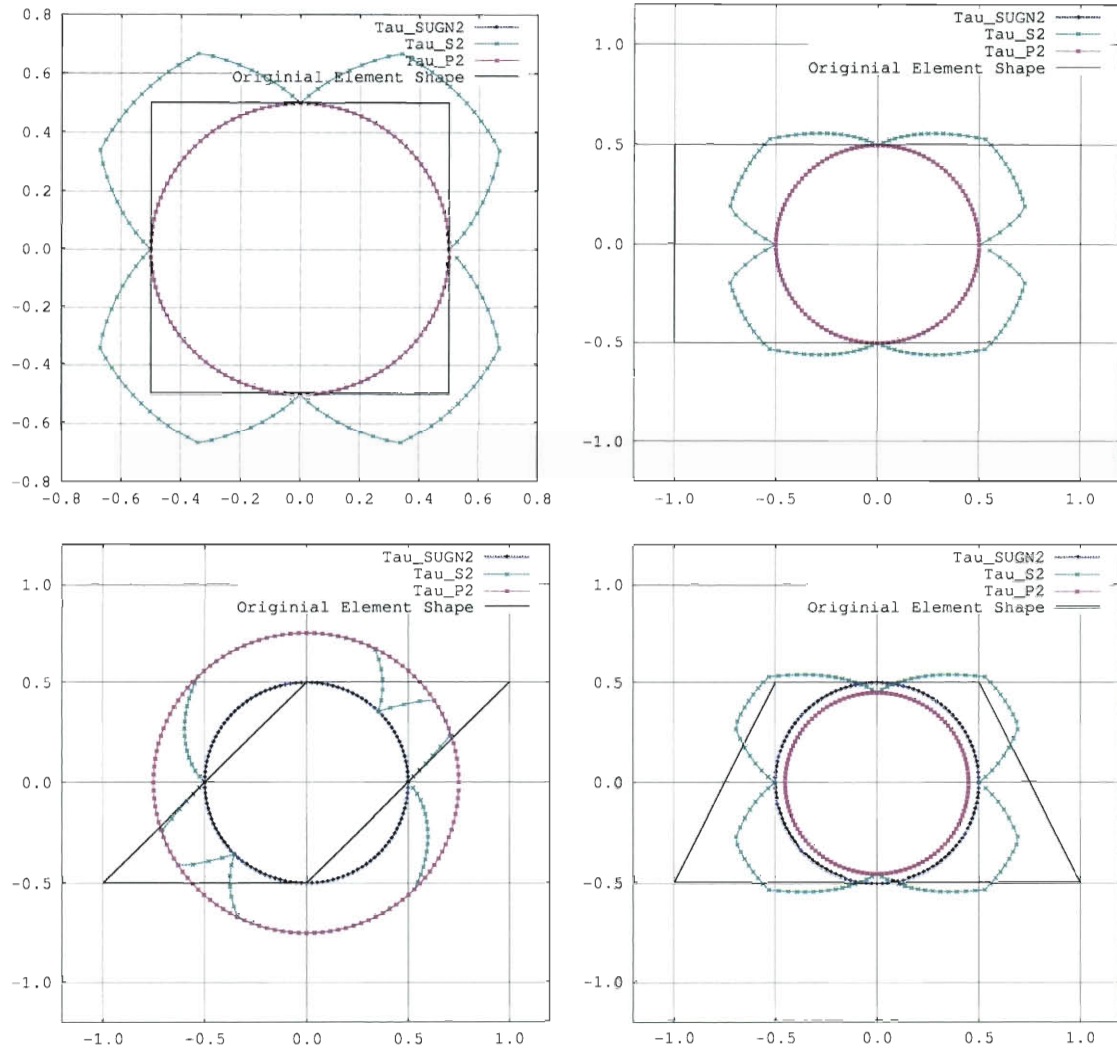 0.8
0.6
0.4
0.2
0.0
-0.2
-0.4
-0.6
-0.8
-0.8 -0.6 -0.4 -0.2 0.0 0.2 0.4 0.6 0.8
Tau_SUGN2
Tau_S2
Tau_P2
Originial Element Shape
1.0
0.5
0.0
-0.5
-1.0
-1.0 -0.5 0.0 0.5 1.0
Tau_SUGN2
Tau_S2
Tau_P2
Originial Element Shape
1.0
0.5
0.0
-0.5
-1.0
-1.0 -0.5 0.0 0.5 1.0
Tau_SUGN2
Tau_S2
Tau_P2
Originial Element Shape
1.0
0.5
0.0
-0.5
-1.0
-1.0 -0.5 0.0 0.5 1.0
Tau_SUGN2
Tau_S2
Tau_P2
Originial Element Shape